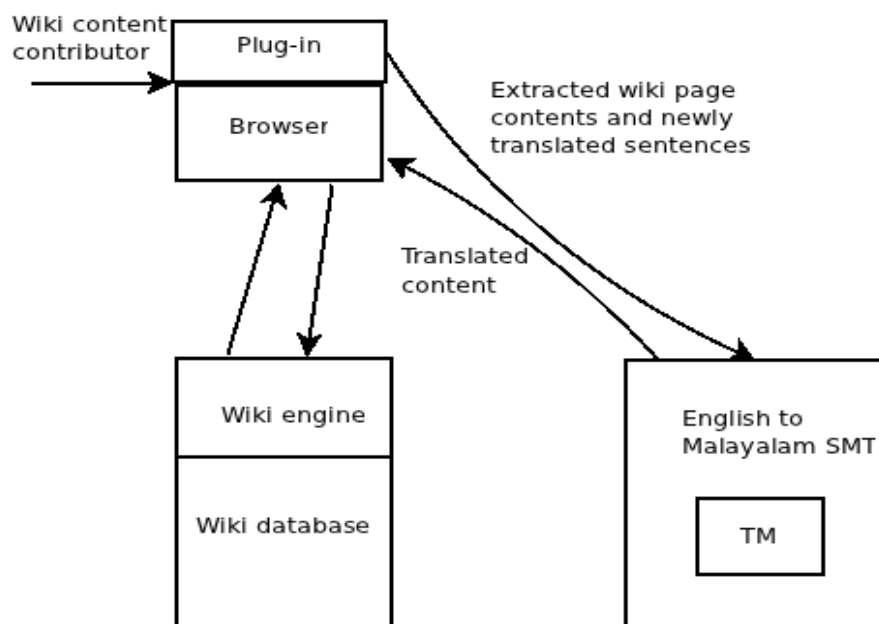 Wiki content
contributor
Plug-in
Browser
Extracted wiki page
contents and newly
translated sentences
Translated
content
Wiki engine
Wiki database
English to
Malayalam SMT
TM